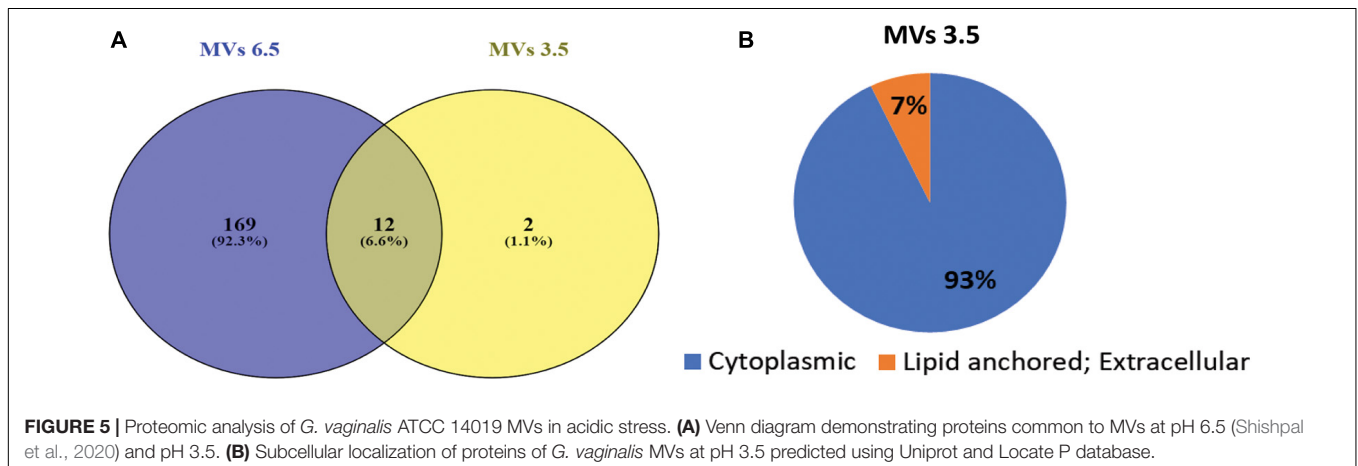 A
MVs 6.5
MVs 3.5
169
(92.3%)
12
(6.6%)
2
(1.1%)
B
MVs 3.5
7%
93%
Cytoplasmic
Lipid anchored; Extracellular
FIGURE 5 | Proteomic analysis of G. vaginalis ATCC 14019 MVs in acidic stress. (A) Venn diagram demonstrating proteins common to MVs at pH 6.5 (Shishpal
et al., 2020) and pH 3.5. (B) Subcellular localization of proteins of G. vaginalis MVs at pH 3.5 predicted using Uniprot and Locate P database.